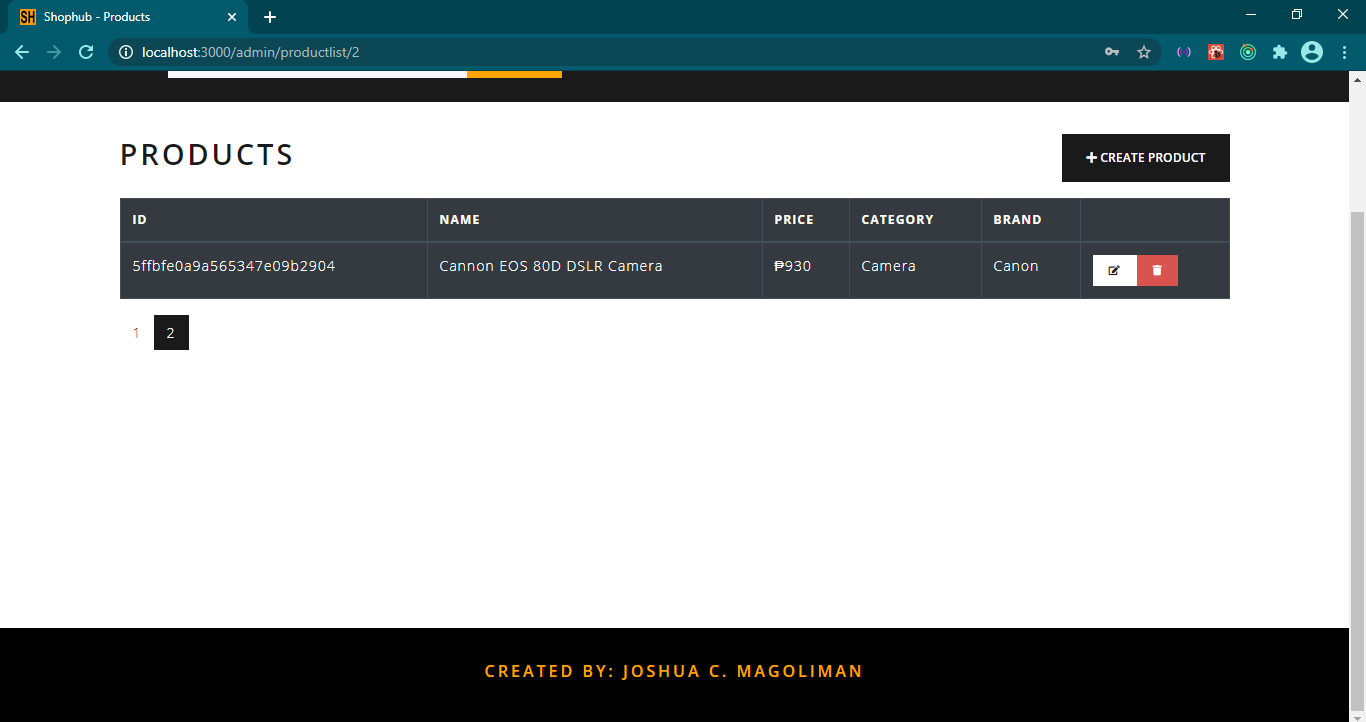 SH Shophub - Products
localhost:3000/admin/productlist/2
PRODUCTS
CREATE PRODUCT
ID NAME PRICE CATEGORY BRAND
5ffbfe0a9a565347e09b2904 Cannon EOS 80D DSLR Camera ₱930 Camera Canon
1 2
CREATED BY: JOSHUA C. MAGOLIMAN